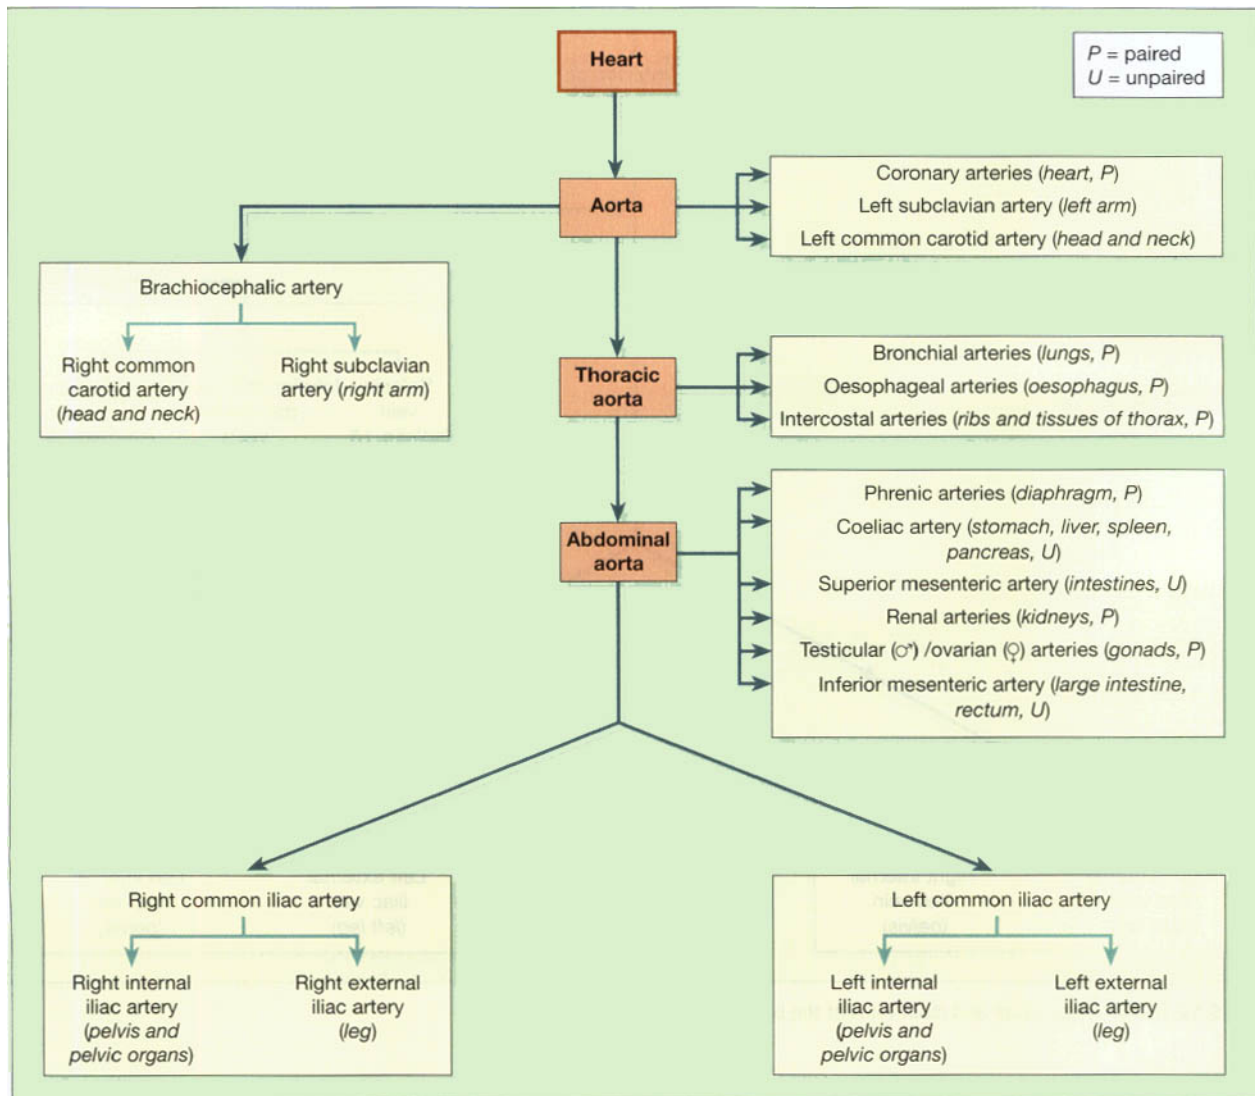 Heart
P = paired
U = unpaired
Aorta
Coronary arteries (heart, P)
Left subclavian artery (left arm)
Left common carotid artery (head and neck)
Brachiocephalic artery
Right common
carotid artery
(head and neck)
Right subclavian
artery (right arm)
Thoracic
aorta
Bronchial arteries (lungs, P)
Oesophageal arteries (oesophagus, P)
Intercostal arteries (ribs and tissues of thorax, P)
Abdominal
aorta
Phrenic arteries (diaphragm, P)
Coeliac artery (stomach, liver, spleen,
pancreas, U)
Superior mesenteric artery (intestines, U)
Renal arteries (kidneys, P)
Testicular (♂) /ovarian (♀) arteries (gonads, P)
Inferior mesenteric artery (large intestine,
rectum, U)
Right common iliac artery
Right internal
iliac artery
(pelvis and
pelvic organs)
Right external
iliac artery
(leg)
Left common iliac artery
Left internal
iliac artery
(pelvis and
pelvic organs)
Left external
iliac artery
(leg)